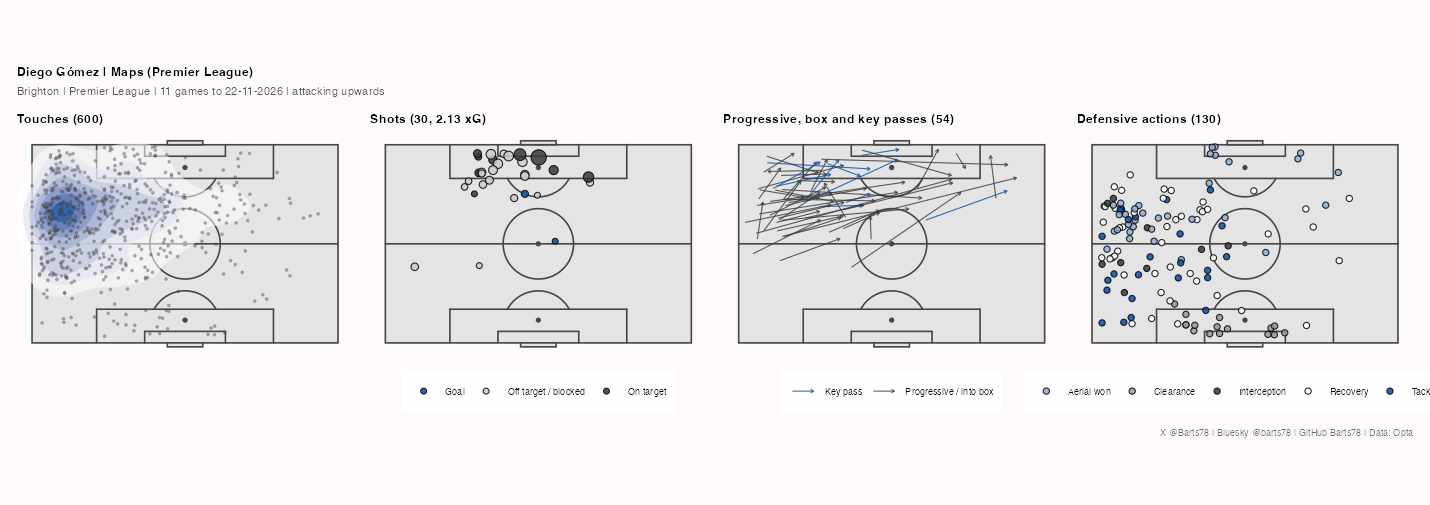 Diego Gómez | Maps (Premier League)
Brighton | Premier League | 11 games to 22-11-2026 | attacking upwards
Touches (600)
Shots (30, 2.13 xG)
Progressive, box and key passes (54)
Defensive actions (130)
Goal
Off target / blocked
On target
Key pass
Progressive / into box
Aerial won
Clearance
Interception
Recovery
Tack
X @Barts78 | Bluesky @barts78 | GitHub Barts78 | Data: Opta